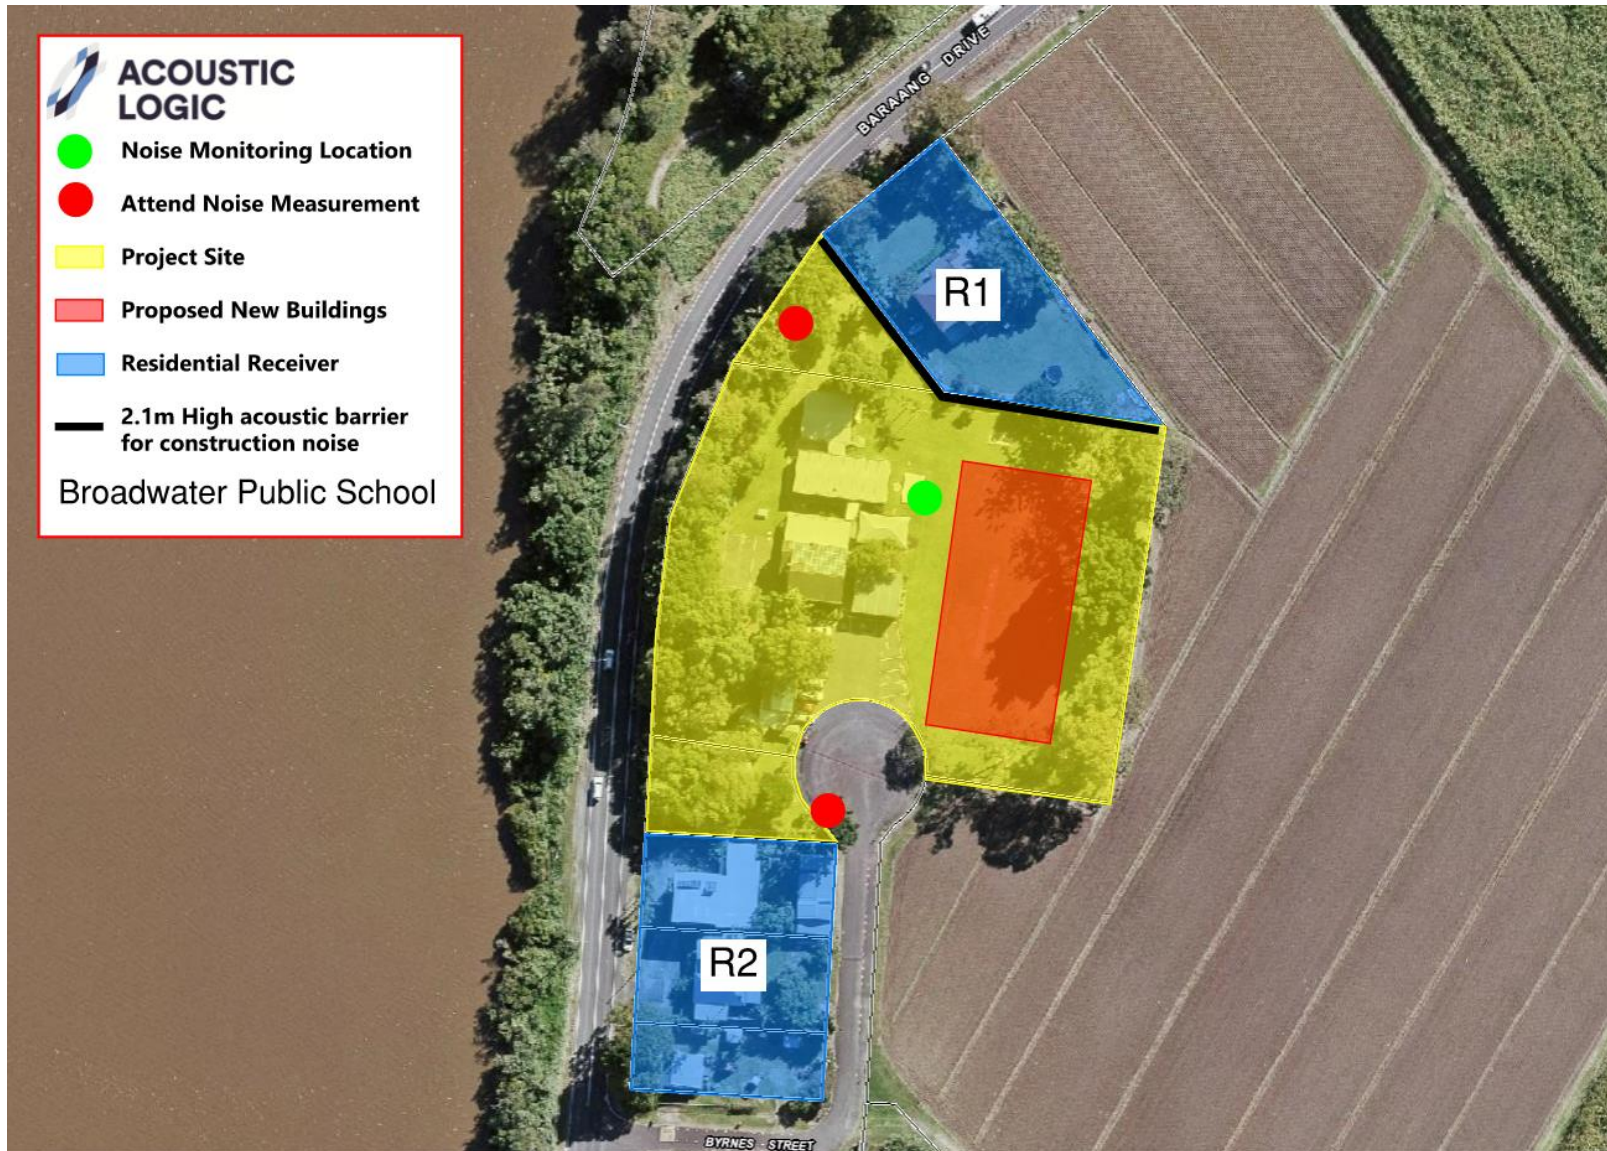 ACOUSTIC
LOGIC
Noise Monitoring Location
Attend Noise Measurement
Project Site
Proposed New Buildings
Residential Receiver
2.1m High acoustic barrier
for construction noise
Broadwater Public School
BARAANG DRIVE
R1
R2
BYRNES STREET